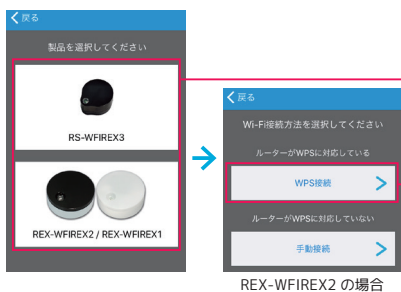 戻る
製品を選択してください
RS-WFIREX3
REX-WFIREX2 / REX-WFIREX1
戻る
Wi-Fi接続方法を選択してください
ルーターがWPSに対応している
WPS接続
ルーターがWPSに対応していない
手動接続
REX-WFIREX2 の場合